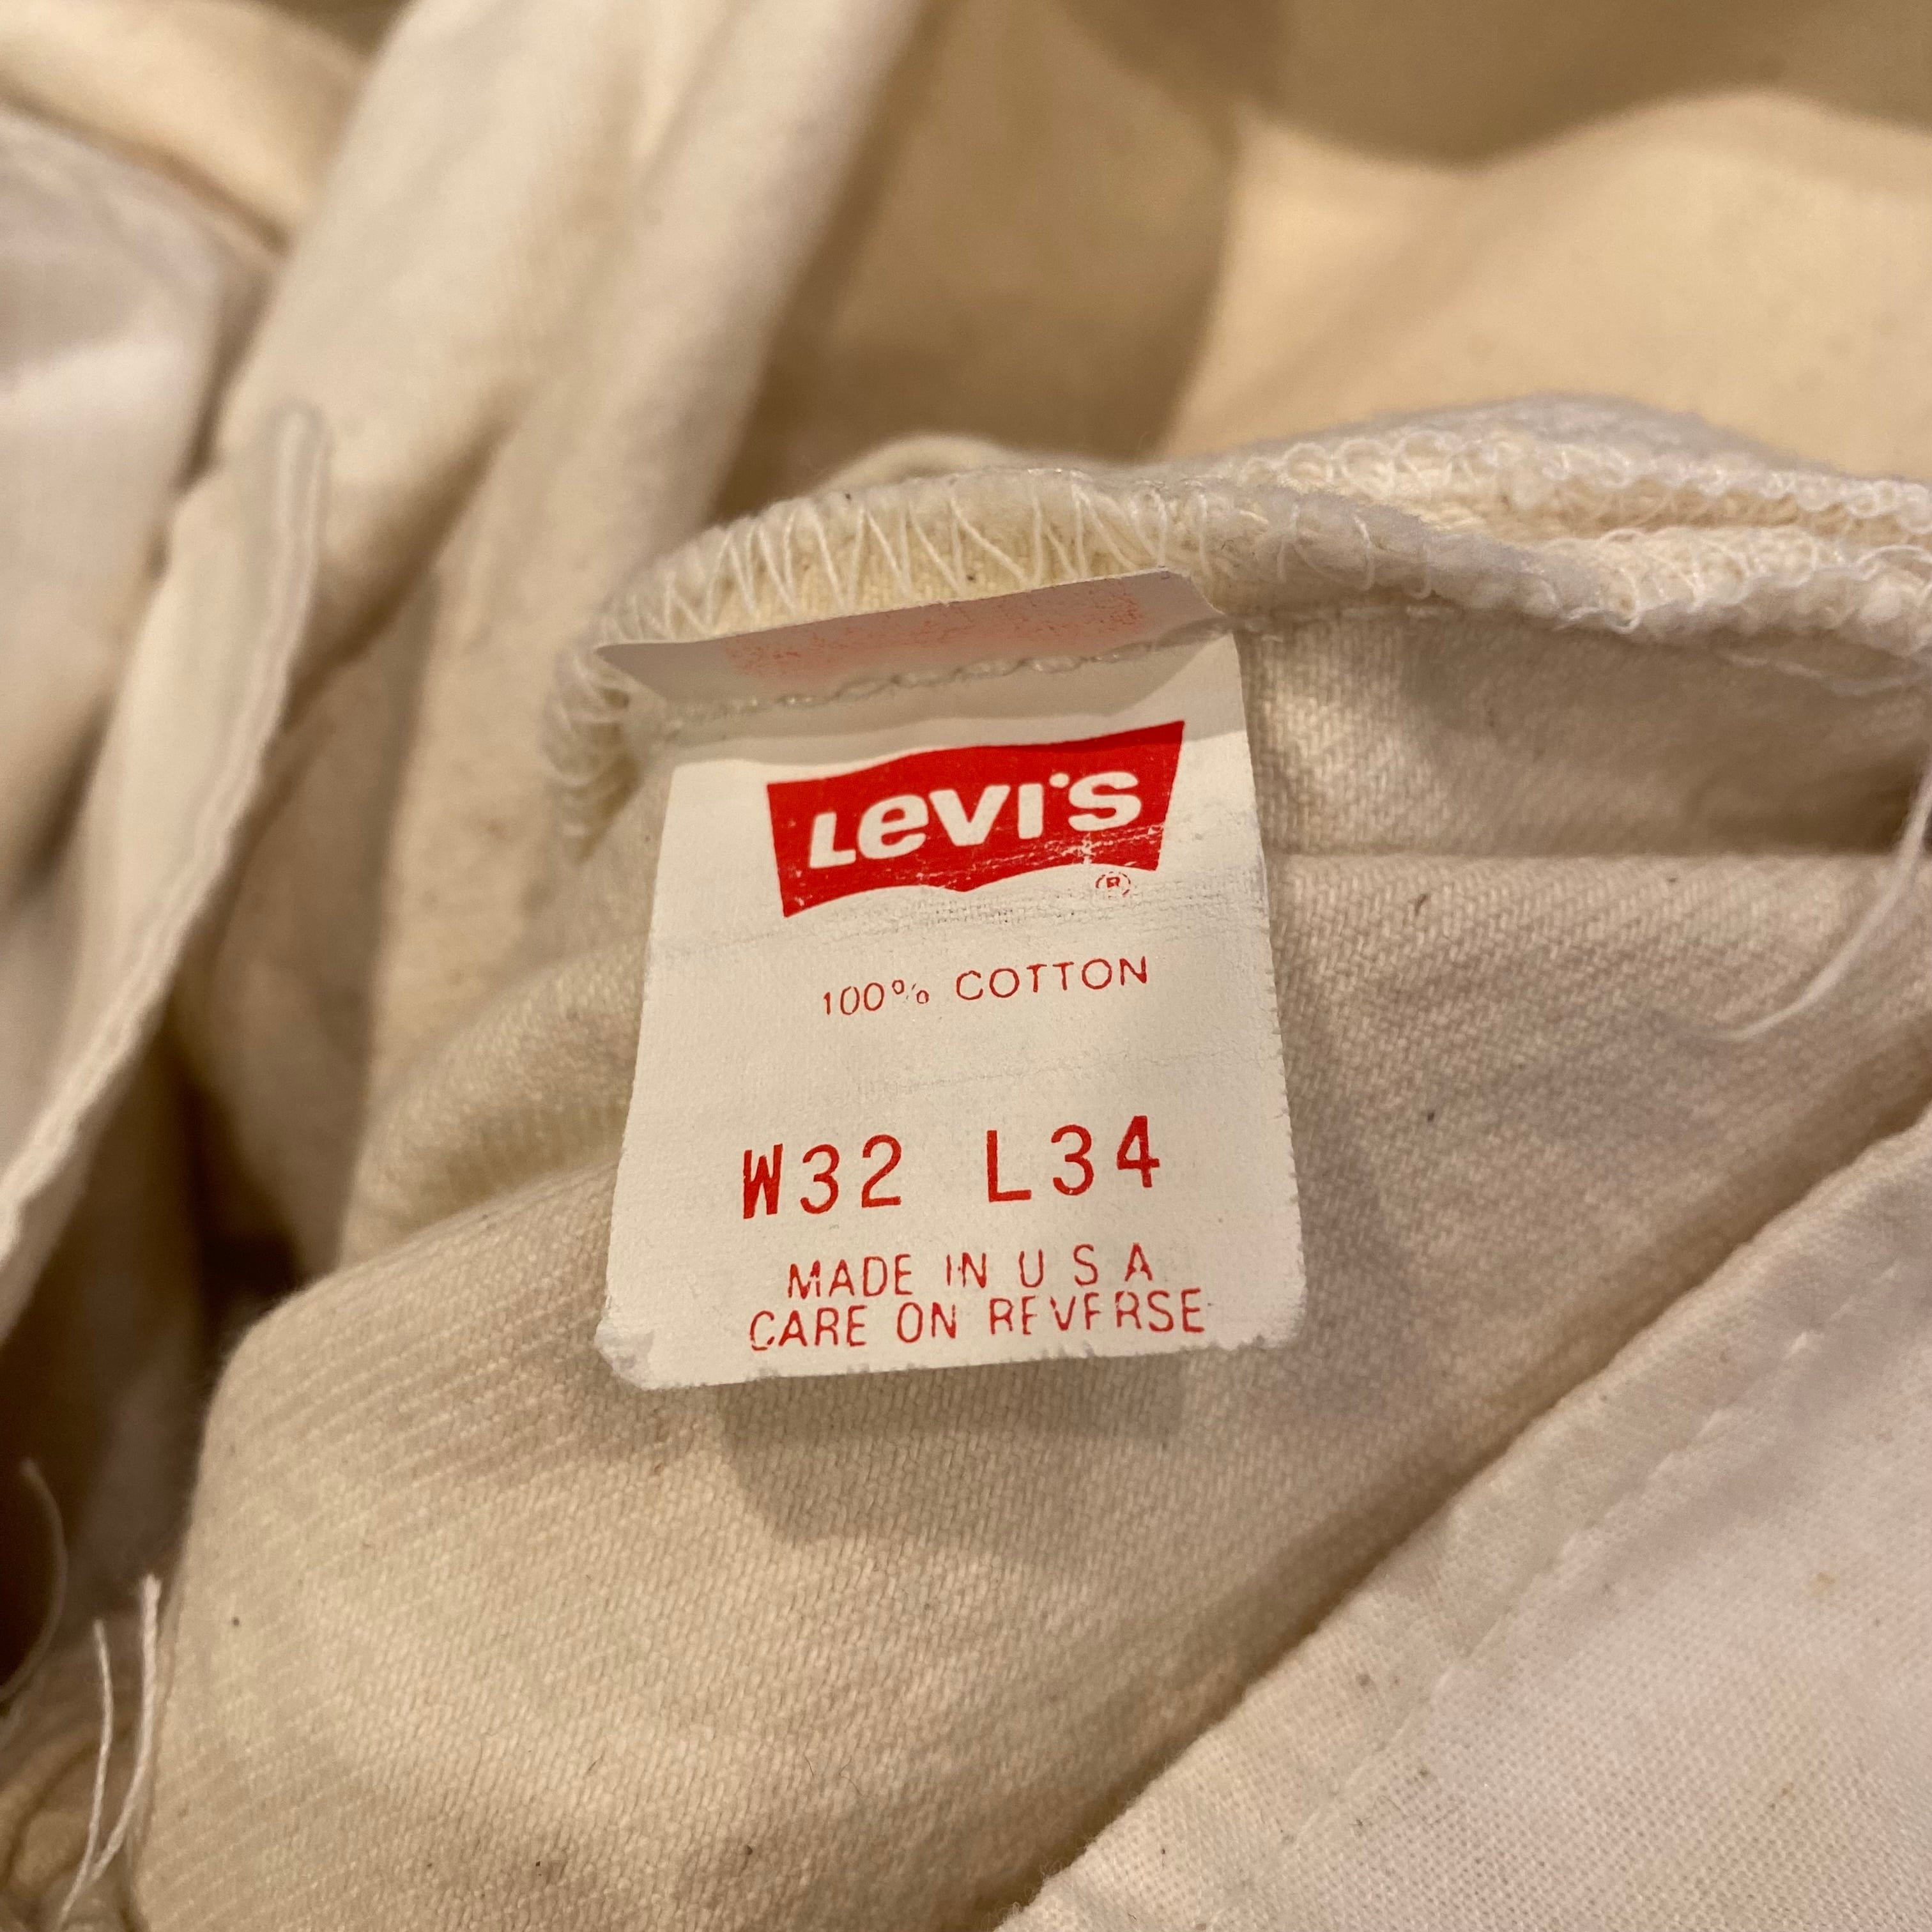 Levi's
®
100% COTTON
W32 L34
MADE IN U S A
CARE ON REVERSE